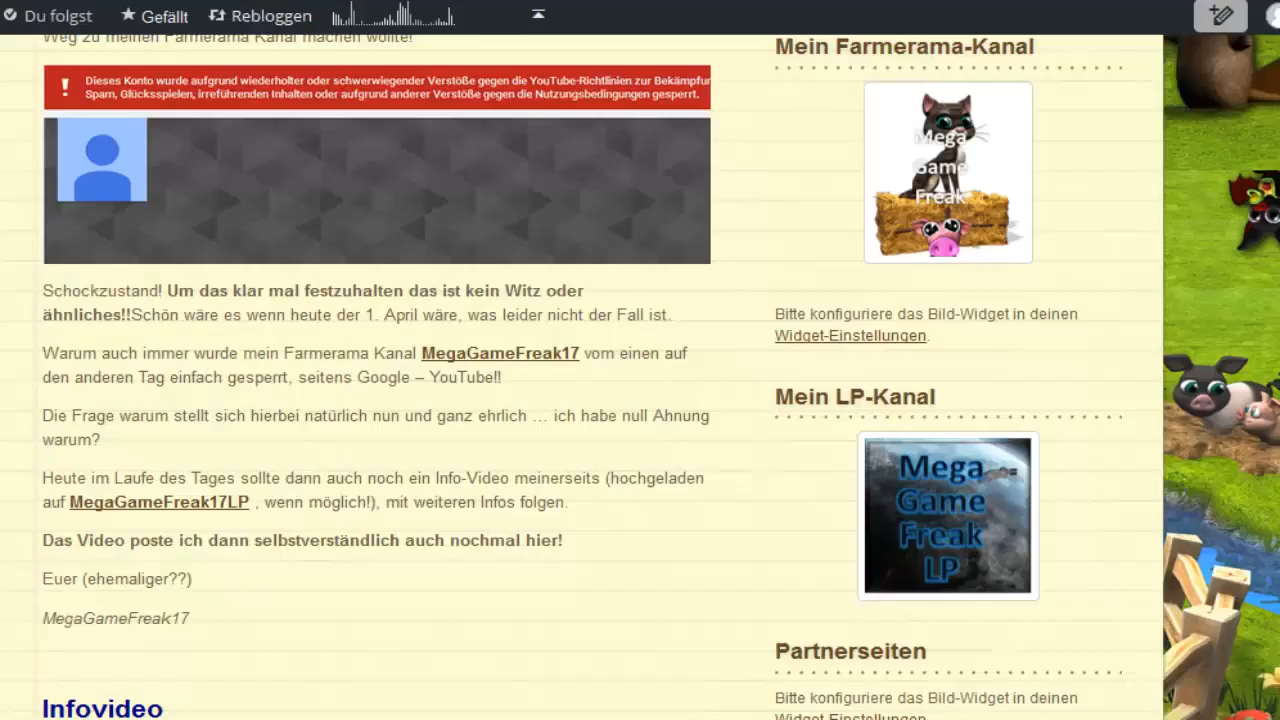 Du folgst
Gefällt
Rebloggen
Weg zu meinen Farmerama Kanal machen wollte!
Dieses Konto wurde aufgrund wiederholter oder schwerwiegender Verstöße gegen die YouTube-Richtlinien zur Bekämpfur
Spam, Glücksspielen, irreführenden Inhalten oder aufgrund anderer Verstöße gegen die Nutzungsbedingungen gesperrt.
Schockzustand! Um das klar mal festzuhalten das ist kein Witz oder
ähnliches!!Schön wäre es wenn heute der 1. April wäre, was leider nicht der Fall ist.
Warum auch immer wurde mein Farmerama Kanal MegaGameFreak17 vom einen auf
den anderen Tag einfach gesperrt, seitens Google – YouTube!!
Die Frage warum stellt sich hierbei natürlich nun und ganz ehrlich … ich habe null Ahnung
warum?
Heute im Laufe des Tages sollte dann auch noch ein Info-Video meinerseits (hochgeladen
auf MegaGameFreak17LP , wenn möglich!), mit weiteren Infos folgen.
Das Video poste ich dann selbstverständlich auch nochmal hier!
Euer (ehemaliger??)
MegaGameFreak17
Infovideo
Mein Farmerama-Kanal
Mega
Game
Freak
Bitte konfiguriere das Bild-Widget in deinen
Widget-Einstellungen.
Mein LP-Kanal
Mega
Game
Freak
LP
Partnerseiten
Bitte konfiguriere das Bild-Widget in deinen
Widget-Einstellungen